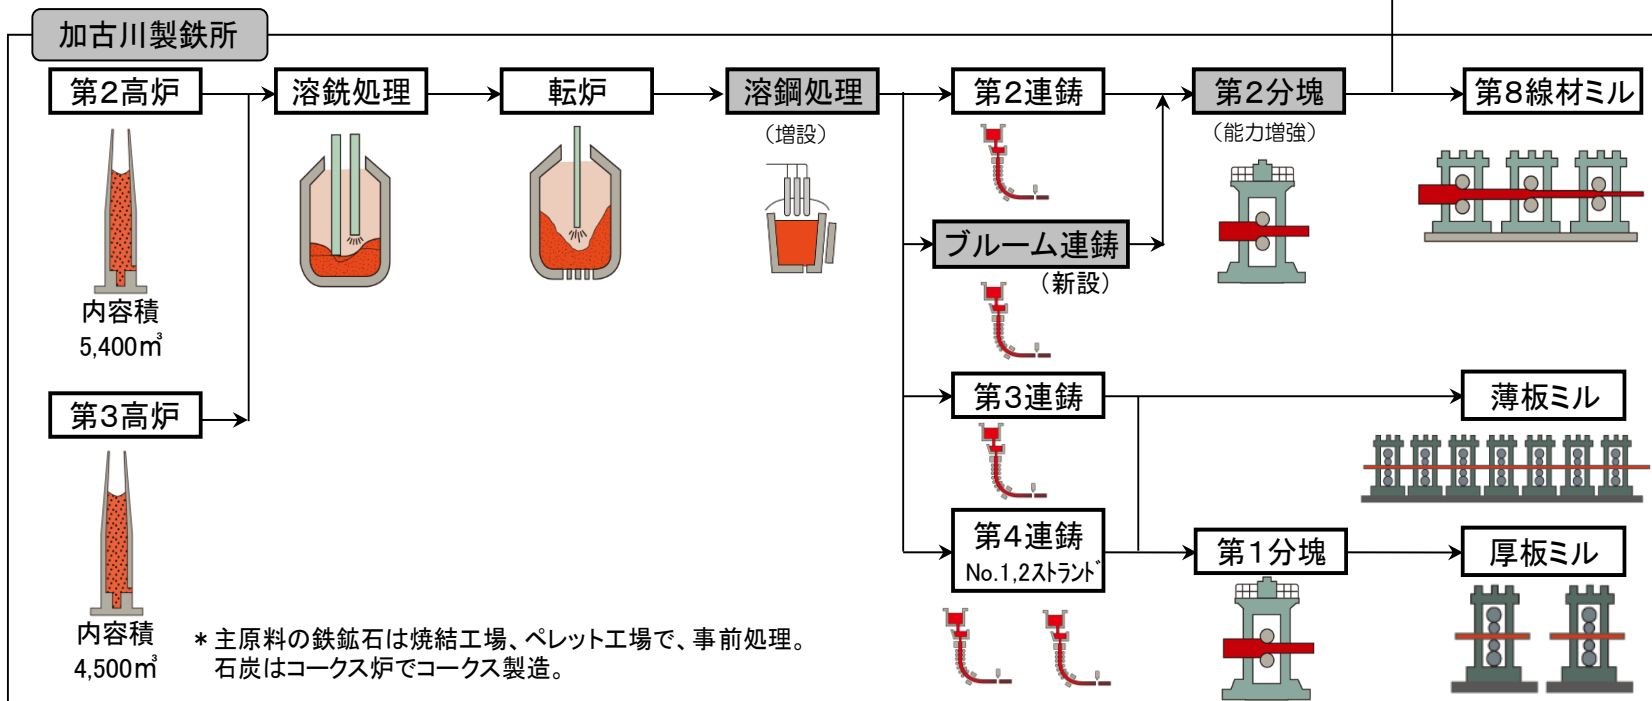 加古川製鉄所
第2高炉
溶銑処理
転炉
溶鋼処理
(増設)
第2連鋳
第2分塊
(能力増強)
第8線材ミル
ブルーム連鋳
(新設)
内容積
5,400㎥
第3高炉
第3連鋳
薄板ミル
第4連鋳
No.1,2ストランド
第1分塊
厚板ミル
内容積
4,500㎥
*主原料の鉄鉱石は焼結工場、ペレット工場で、事前処理。
石炭はコークス炉でコークス製造。